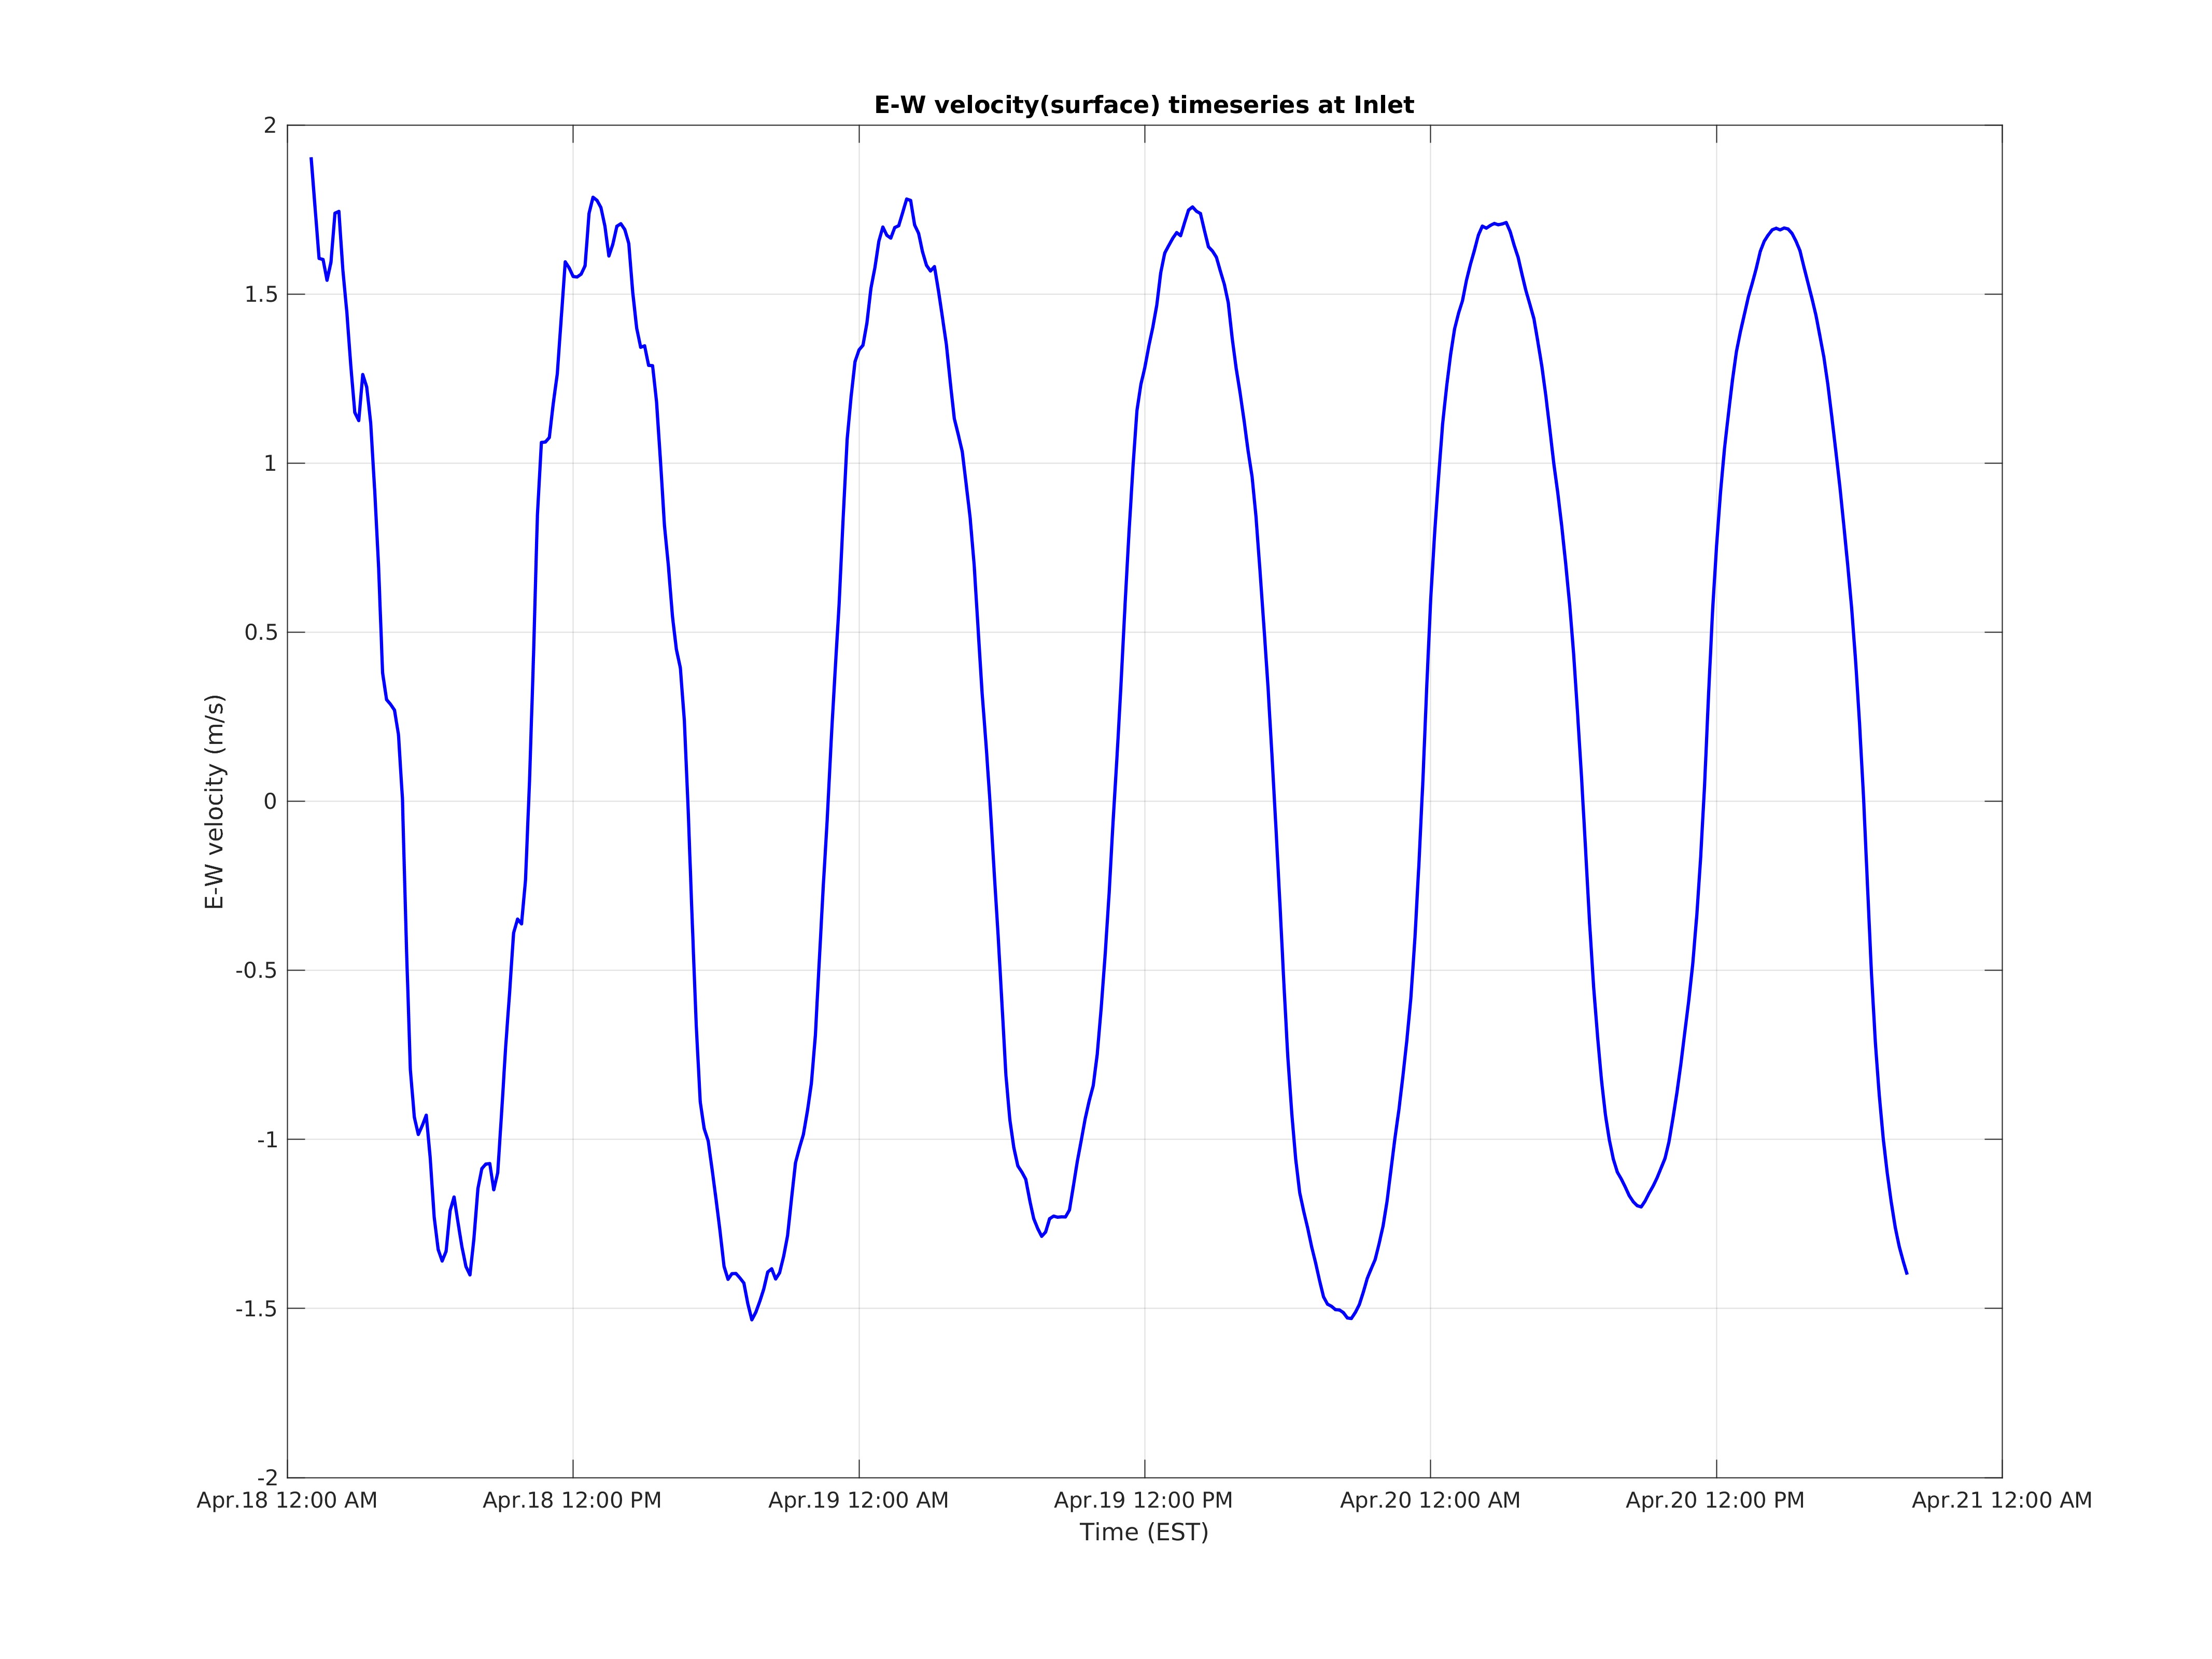 E-W velocity(surface) timeseries at Inlet
2
1.5
1
0.5
0
-0.5
-1
-1.5
-2
E-W velocity (m/s)
Apr.18 12:00 AM Apr.18 12:00 PM Apr.19 12:00 AM Apr.19 12:00 PM Apr.20 12:00 AM Apr.20 12:00 PM Apr.21 12:00 AM
Time (EST)